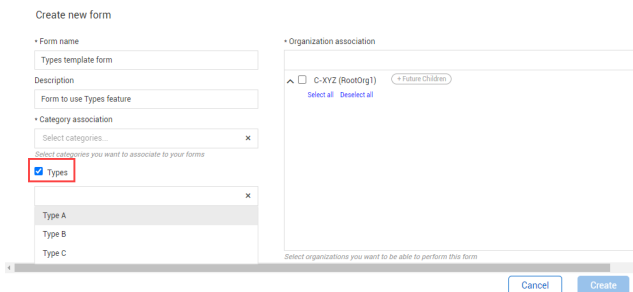 Create new form
* Form name
Types template form
Description
Form to use Types feature
* Category association
Select categories...
Select categories you want to associate to your forms
Types
Type A
Type B
Type C
* Organization association
C-XYZ (RootOrg1)
+ Future Children
Select all Deselect all
Select organizations you want to be able to perform this form
Cancel
Create